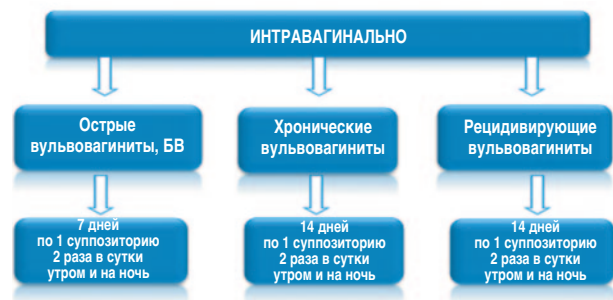 ИНТРАВАГИНАЛЬНО
Острые
вульвовагиниты, БВ
Хронические
вульвовагиниты
Рецидивирующие
вульвовагиниты
7 дней
по 1 суппозиторию
2 раза в сутки
утром и на ночь
14 дней
по 1 суппозиторию
2 раза в сутки
утром и на ночь
14 дней
по 1 суппозиторию
2 раза в сутки
утром и на ночь